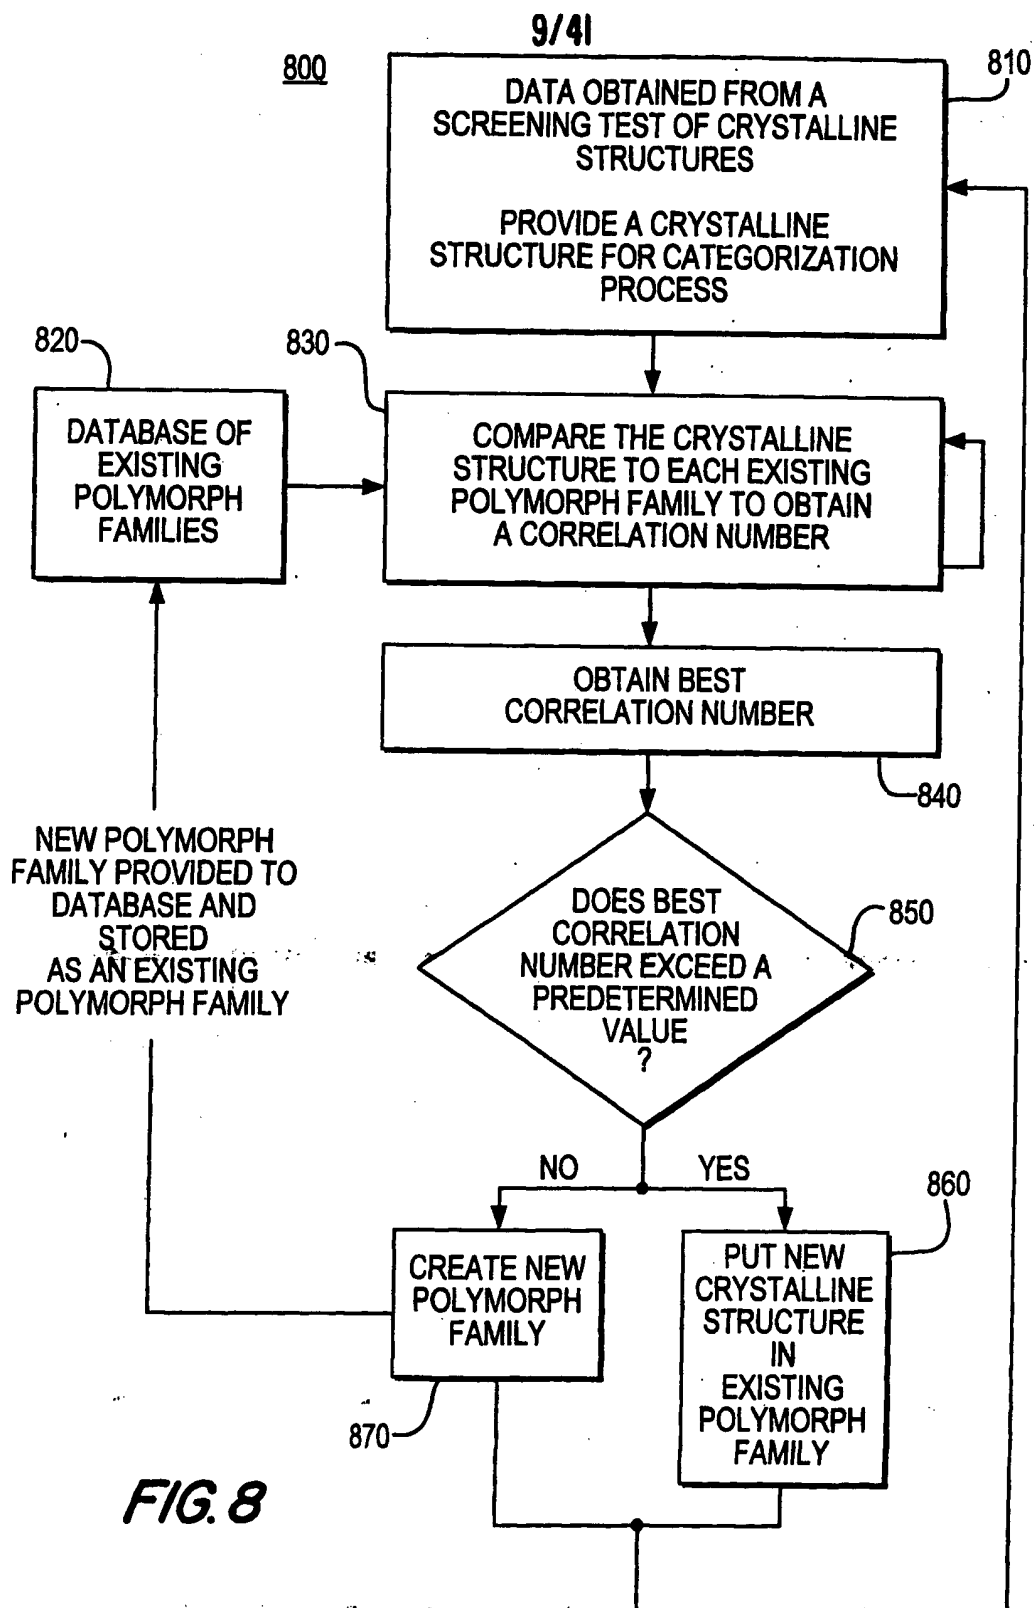 9/41
800
810
DATA OBTAINED FROM A
SCREENING TEST OF CRYSTALLINE
STRUCTURES
PROVIDE A CRYSTALLINE
STRUCTURE FOR CATEGORIZATION
PROCESS
820
830
DATABASE OF
EXISTING
POLYMORPH
FAMILIES
COMPARE THE CRYSTALLINE
STRUCTURE TO EACH EXISTING
POLYMORPH FAMILY TO OBTAIN
A CORRELATION NUMBER
OBTAIN BEST
CORRELATION NUMBER
840
NEW POLYMORPH
FAMILY PROVIDED TO
DATABASE AND
STORED
AS AN EXISTING
POLYMORPH FAMILY
DOES BEST
CORRELATION
NUMBER EXCEED A
PREDETERMINED
VALUE
?
850
NO
YES
860
CREATE NEW
POLYMORPH
FAMILY
870
PUT NEW
CRYSTALLINE
STRUCTURE
IN
EXISTING
POLYMORPH
FAMILY
FIG. 8